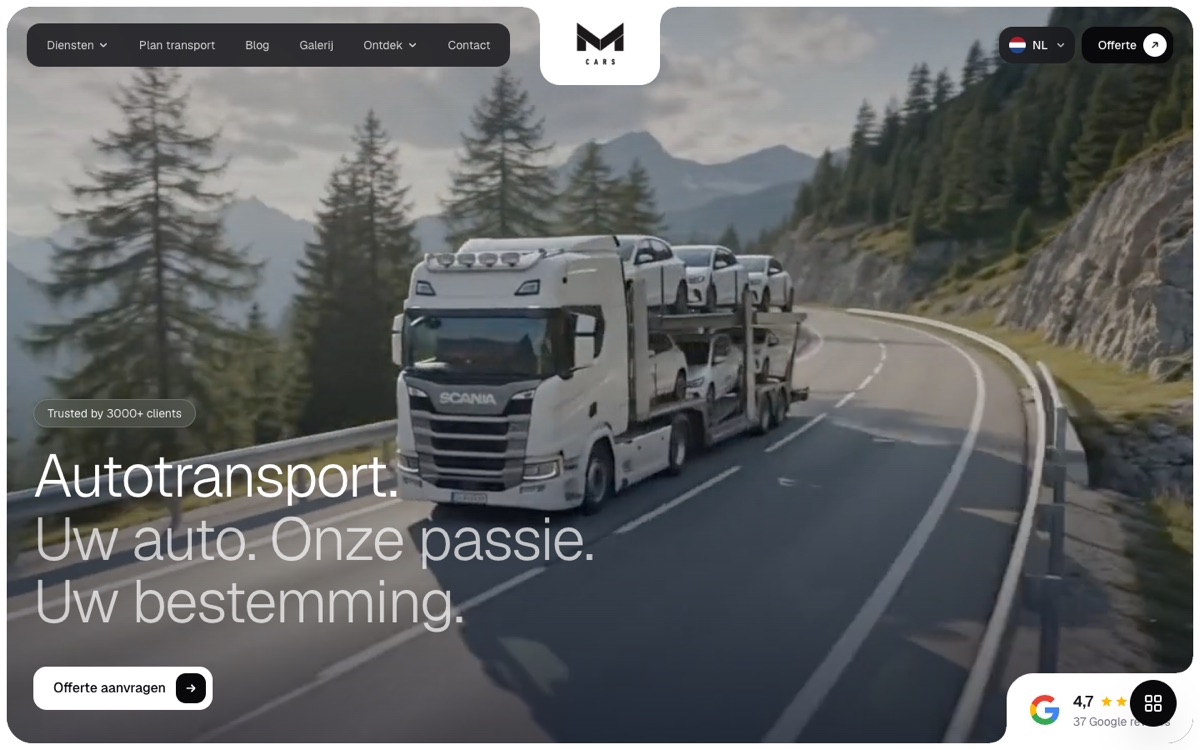 Diensten
Plan transport
Blog
Galerij
Ontdek
Contact
CARS
NL
Offerte
SCANIA
Trusted by 3000+ clients
Autotransport.
Uw auto. Onze passie.
Uw bestemming.
Offerte aanvragen
4,7
37 Google